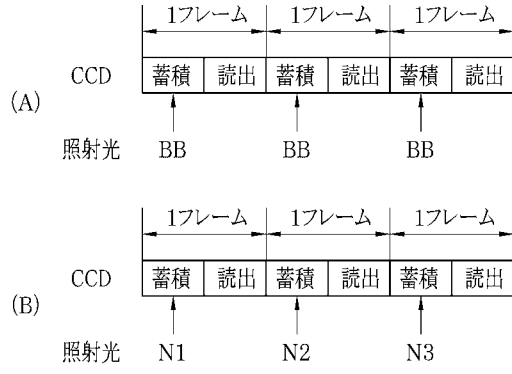 1フレーム 1フレーム 1フレーム
CCD 蓄積 読出 蓄積 読出 蓄積 読出
(A)
照射光 BB BB BB
1フレーム 1フレーム 1フレーム
CCD 蓄積 読出 蓄積 読出 蓄積 読出
(B)
照射光 N1 N2 N3